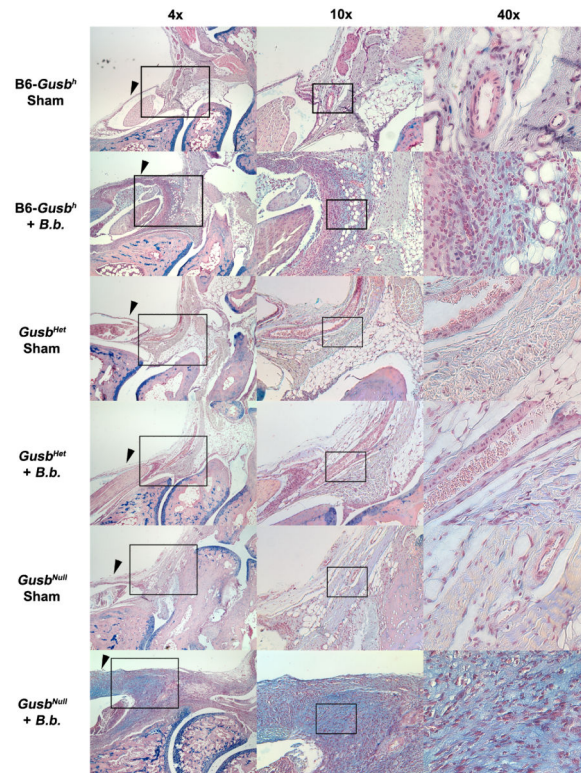 4x 10x 40x
B6-Gusbʰ
Sham
B6-Gusbʰ
+ B.b.
Gusbᴴᵉᵗ
Sham
Gusbᴴᵉᵗ
+ B.b.
Gusbᴺᵘˡˡ
Sham
Gusbᴺᵘˡˡ
+ B.b.